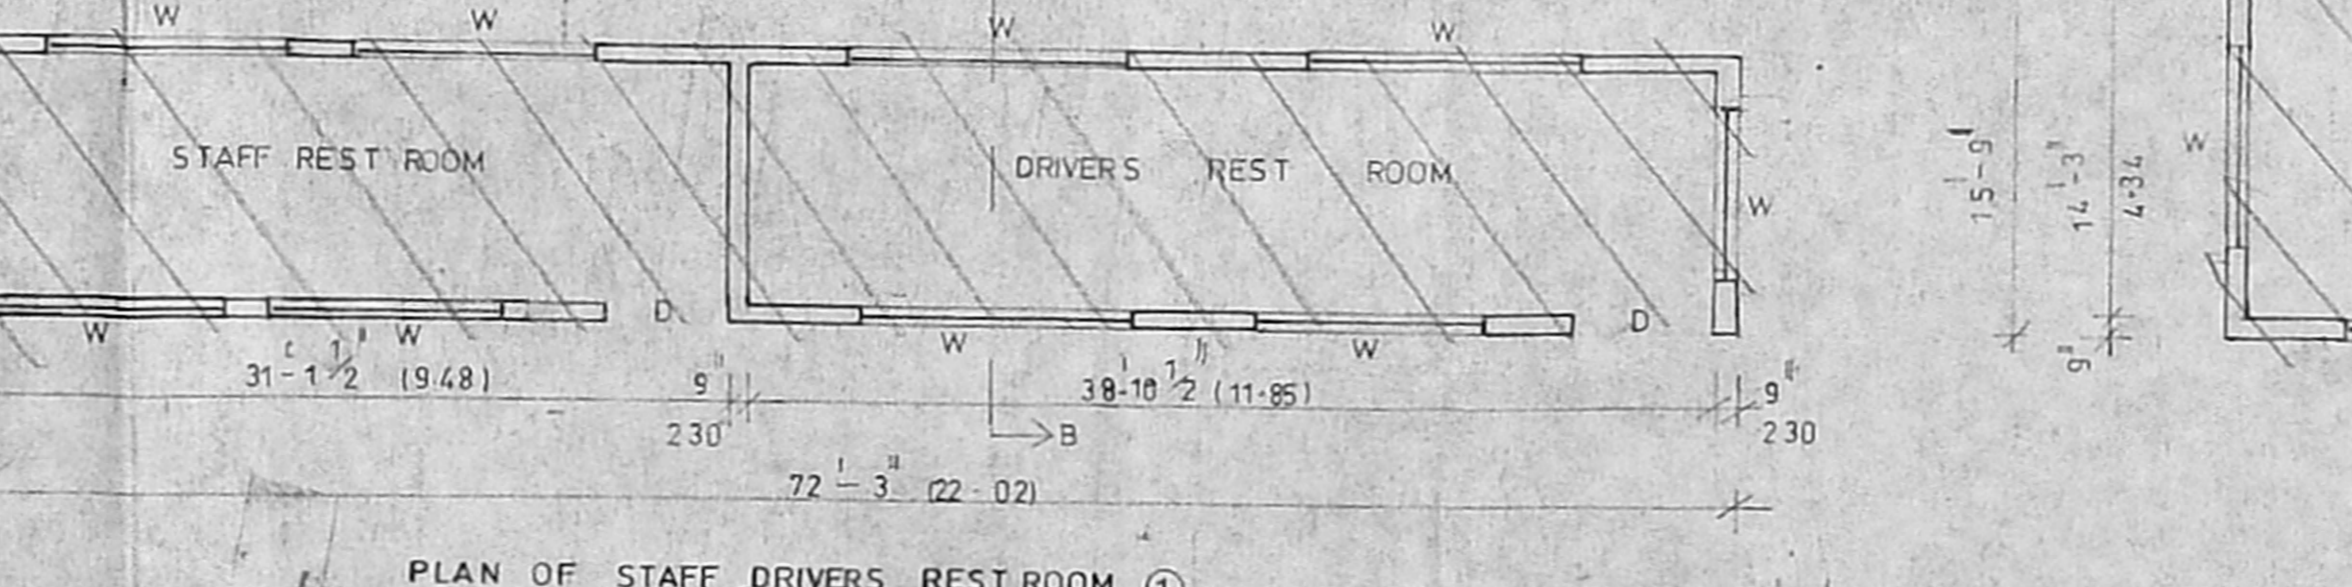 W W W W
STAFF REST ROOM
DRIVERS REST ROOM
W
W W D W W D
31'-1 1/2" (9.48)
9"
230
38'-10 1/2" (11.85)
9"
230
B
72'-3" (22-02)
PLAN OF STAFF DRIVERS REST ROOM 1
15'-9"
14'-3"
4.34
9"
W